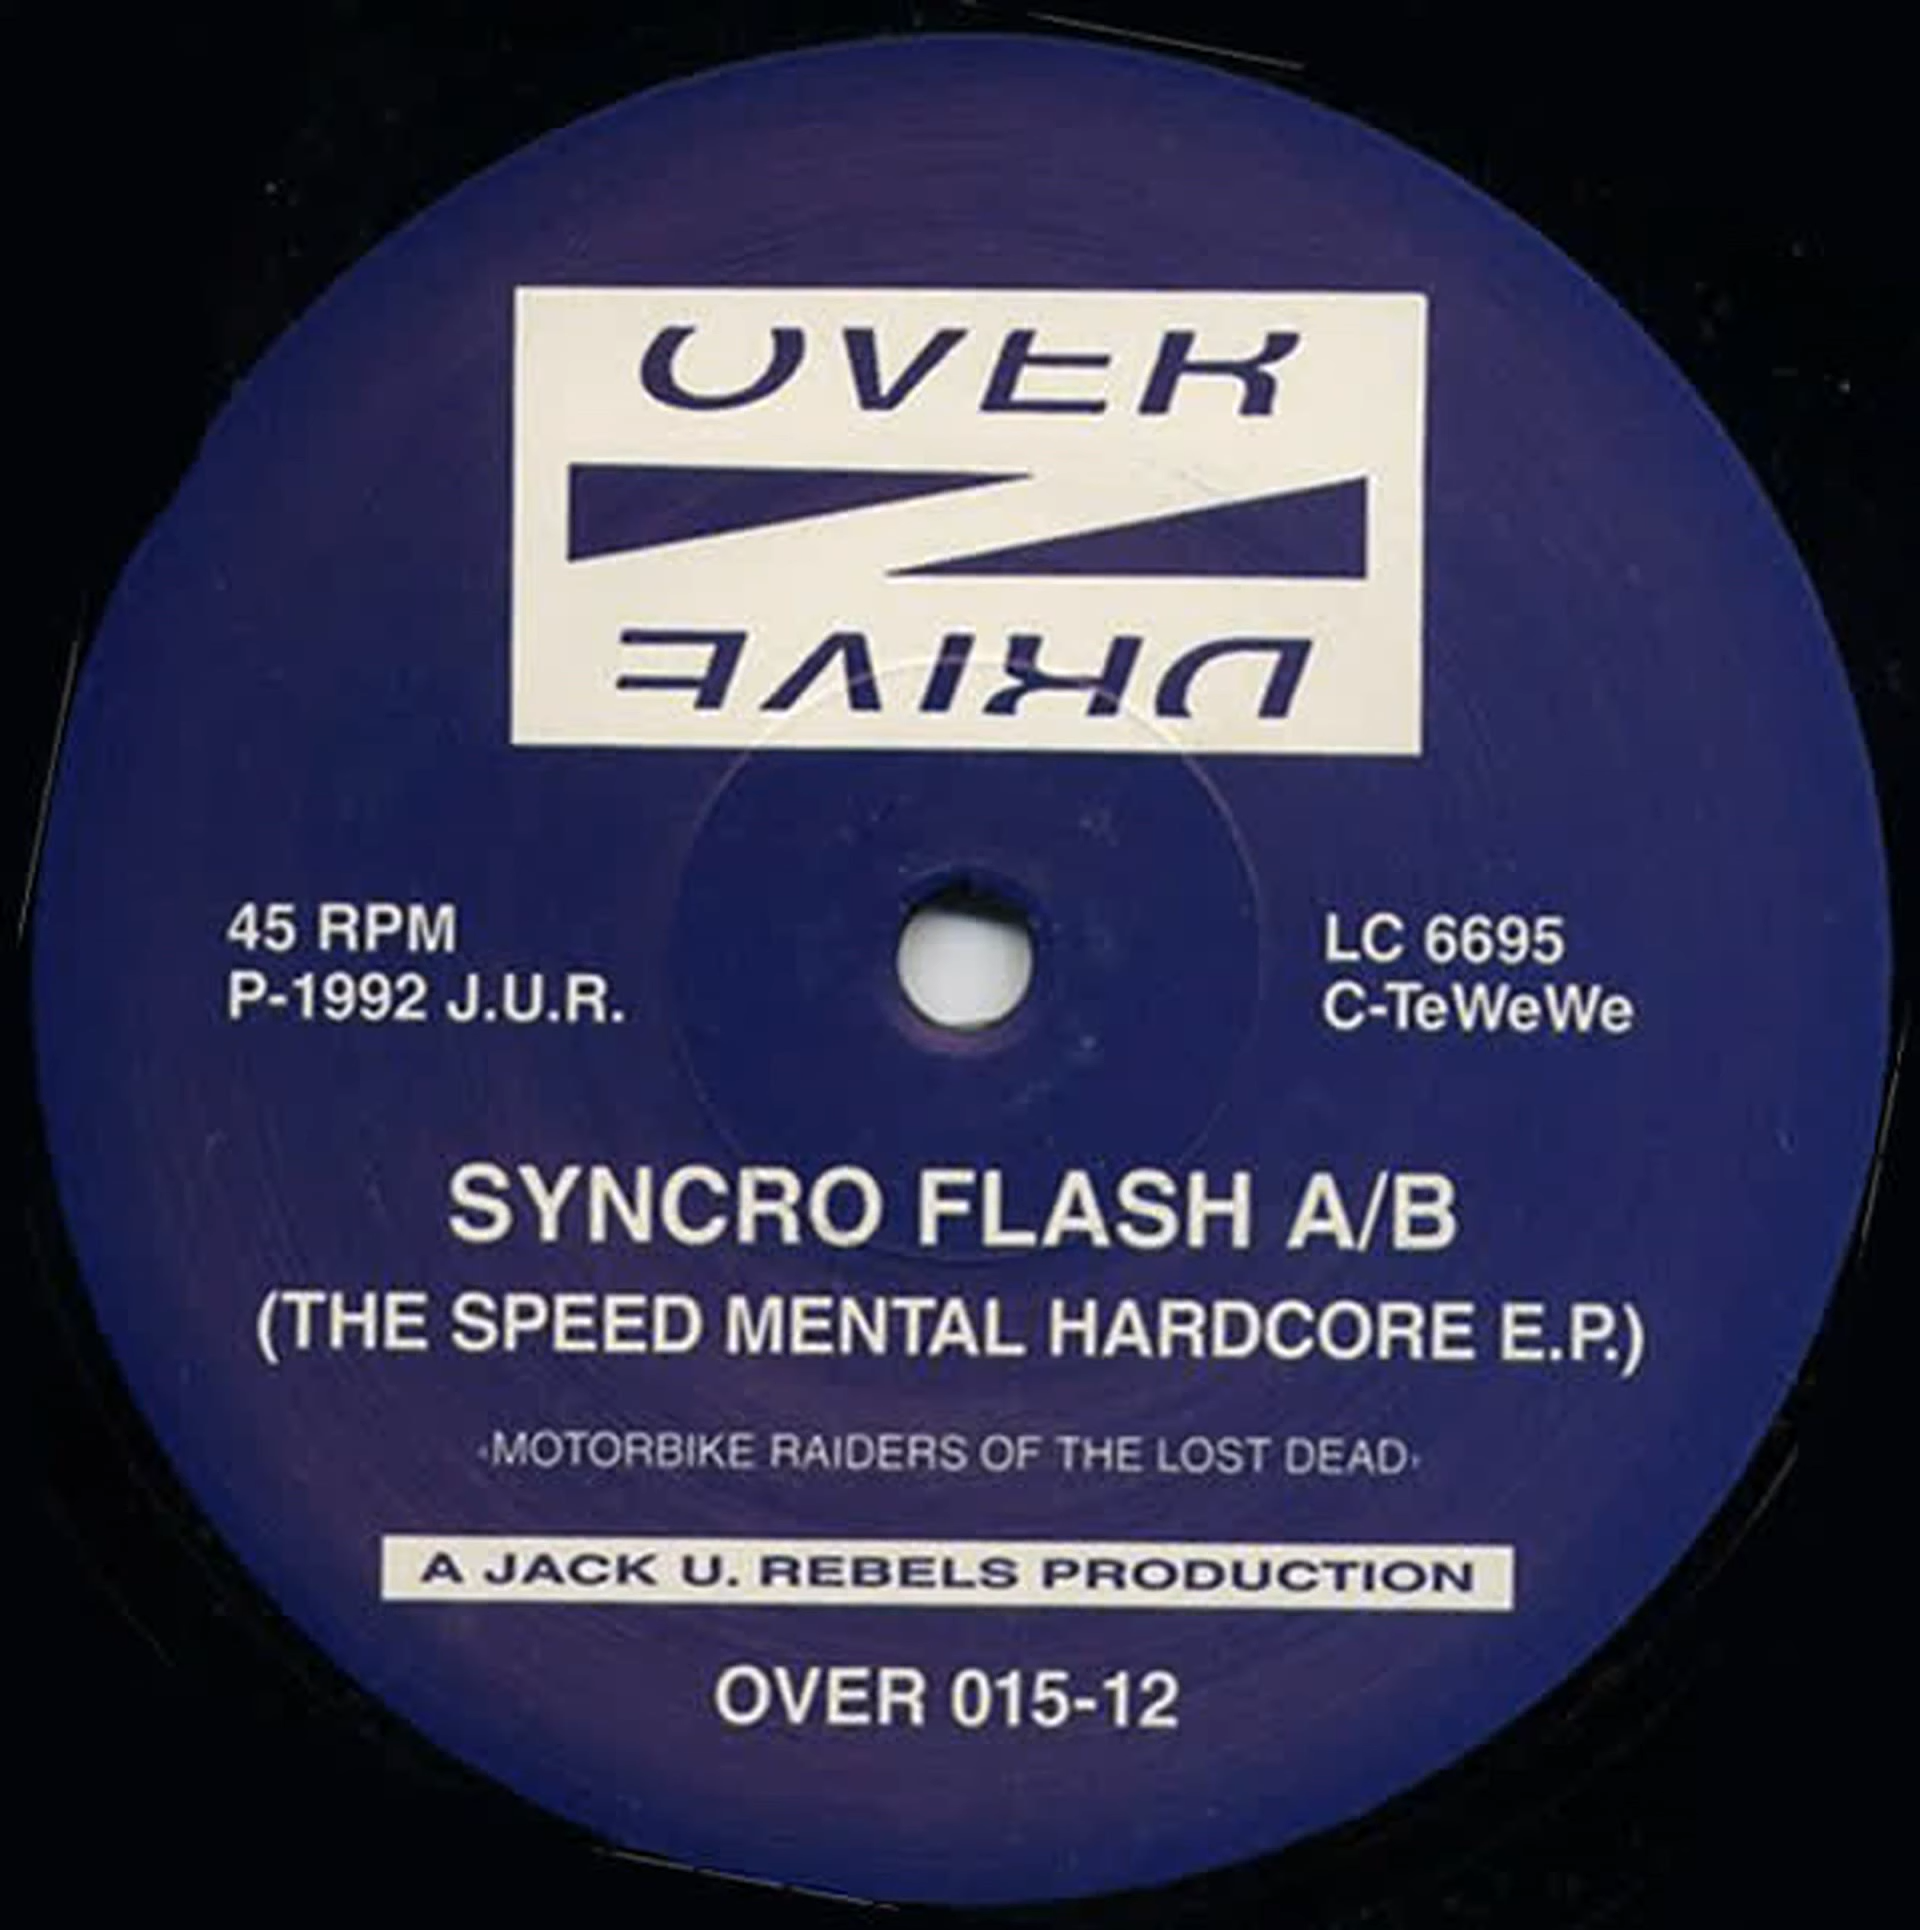 OVER
DRIVE
45 RPM
P-1992 J.U.R.
LC 6695
C-TeWeWe
SYNCRO FLASH A/B
(THE SPEED MENTAL HARDCORE E.P.)
‹MOTORBIKE RAIDERS OF THE LOST DEAD›
A JACK U. REBELS PRODUCTION
OVER 015-12